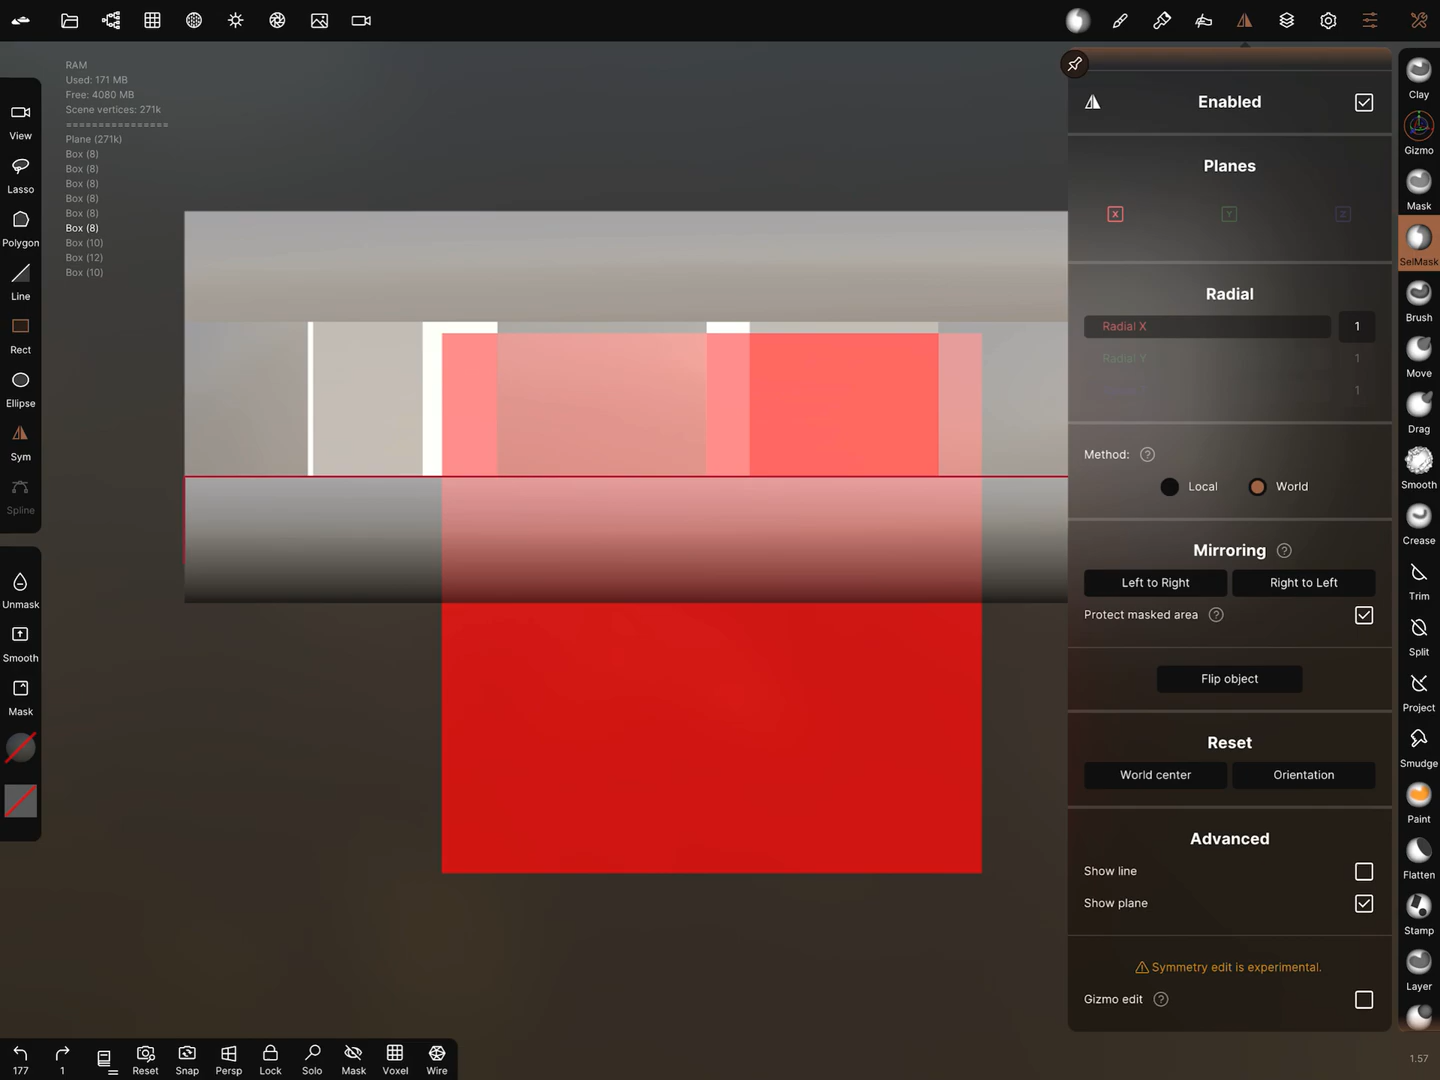 RAM
Used: 171 MB
Free: 4080 MB
Scene vertices: 271k
================
Plane (271k)
Box (8)
Box (8)
Box (8)
Box (8)
Box (8)
Box (8)
Box (10)
Box (12)
Box (10)
View
Lasso
Polygon
Line
Rect
Ellipse
Sym
Spline
Unmask
Smooth
Mask
Enabled
Planes
X
Y
Z
Radial
Radial X 1
Radial Y 1
1
Method: ?
Local World
Mirroring ?
Left to Right Right to Left
Protect masked area ?
Flip object
Reset
World center Orientation
Advanced
Show line
Show plane
Symmetry edit is experimental.
Gizmo edit ?
Clay
Gizmo
Mask
SelMask
Brush
Move
Drag
Smooth
Crease
Trim
Split
Project
Smudge
Paint
Flatten
Stamp
Layer
177 1 Reset Snap Persp Lock Solo Mask Voxel Wire
1.57